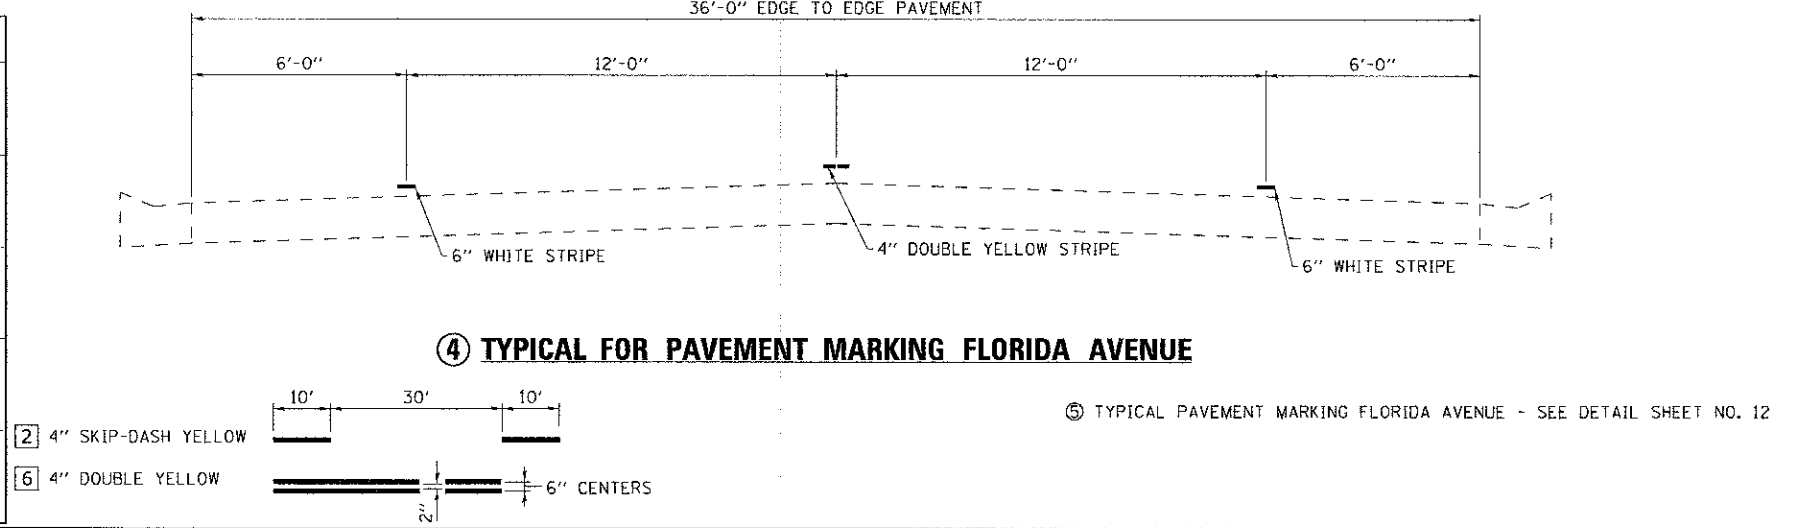 36'-0" EDGE TO EDGE PAVEMENT
6'-0" 12'-0" 12'-0" 6'-0"
6" WHITE STRIPE
4" DOUBLE YELLOW STRIPE
6" WHITE STRIPE
④ TYPICAL FOR PAVEMENT MARKING FLORIDA AVENUE
10' 30' 10'
⑤ TYPICAL PAVEMENT MARKING FLORIDA AVENUE - SEE DETAIL SHEET NO. 12
2 4" SKIP-DASH YELLOW
6 4" DOUBLE YELLOW
6" CENTERS
2"